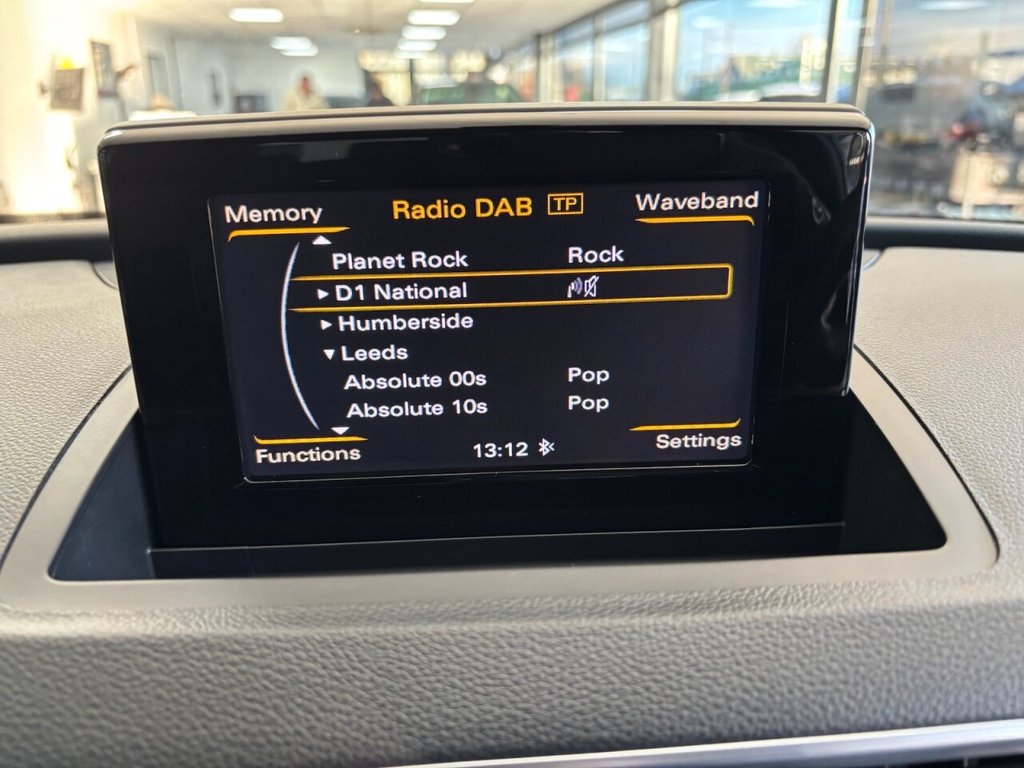 Memory Radio DAB TP Waveband
Planet Rock Rock
D1 National
Humberside
Leeds
Absolute 00s Pop
Absolute 10s Pop
Functions 13:12 Settings